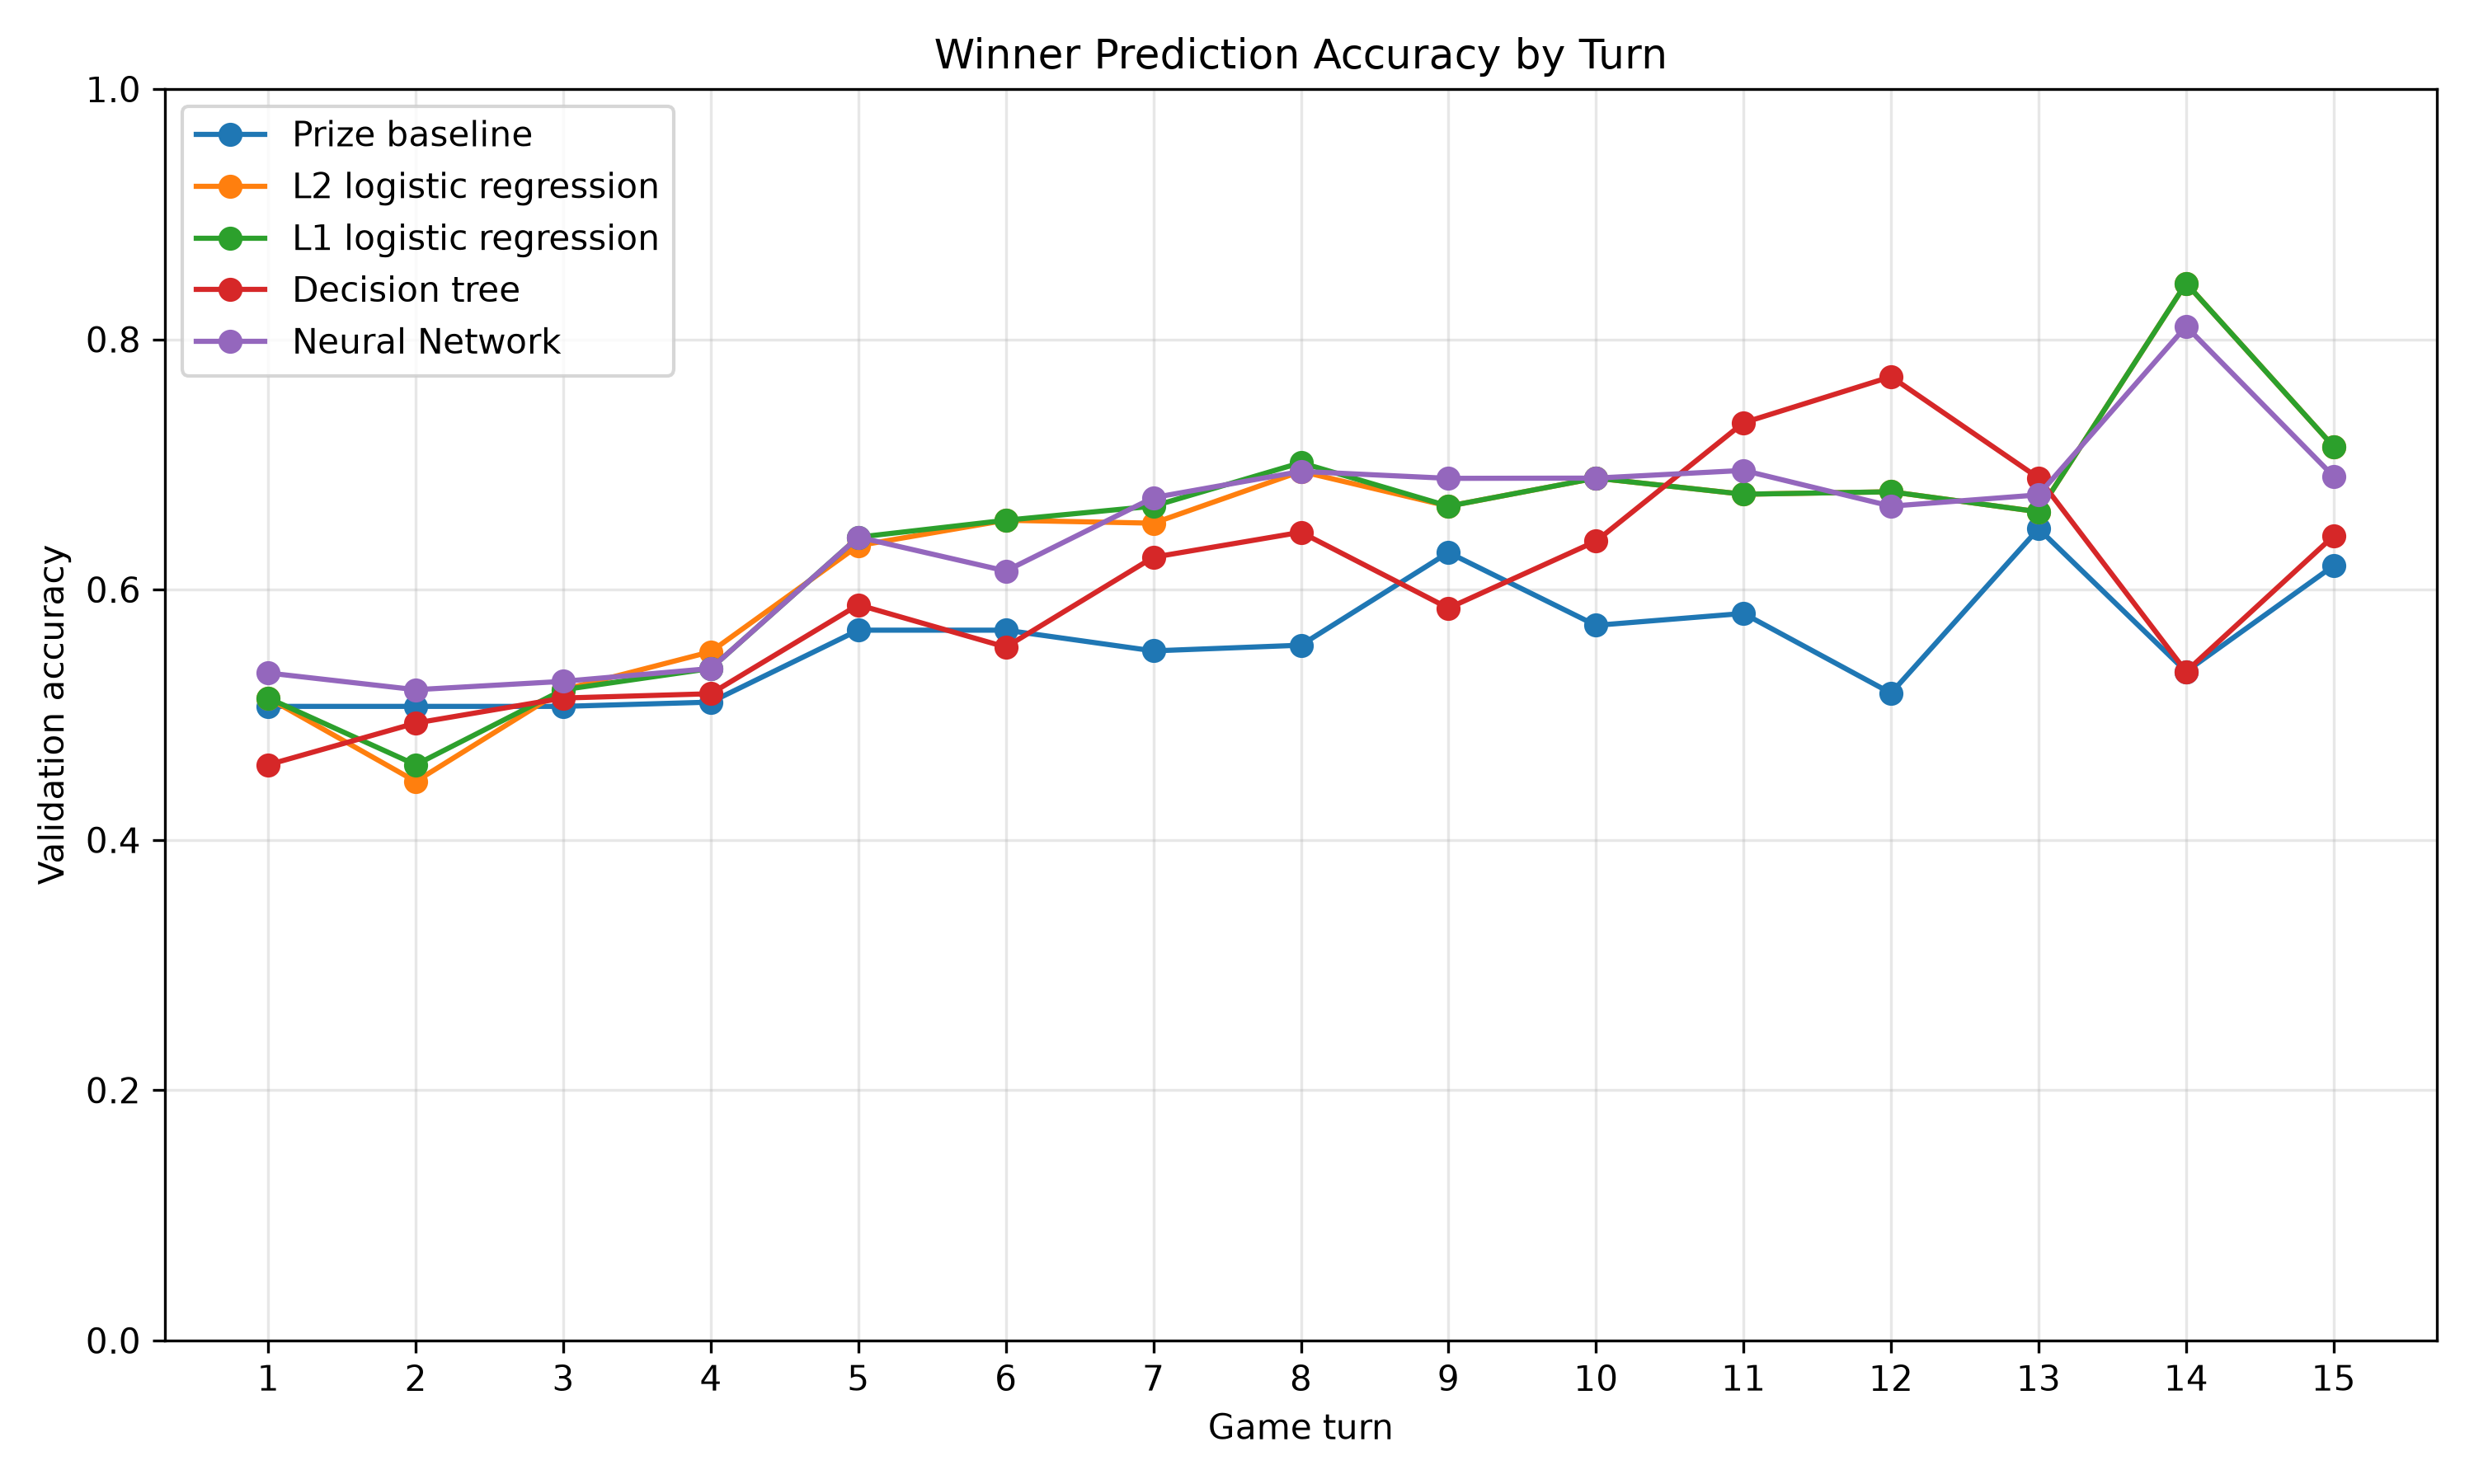 Winner Prediction Accuracy by Turn
1.0
0.8
0.6
0.4
0.2
0.0
Validation accuracy
Prize baseline
L2 logistic regression
L1 logistic regression
Decision tree
Neural Network
1 2 3 4 5 6 7 8 9 10 11 12 13 14 15
Game turn